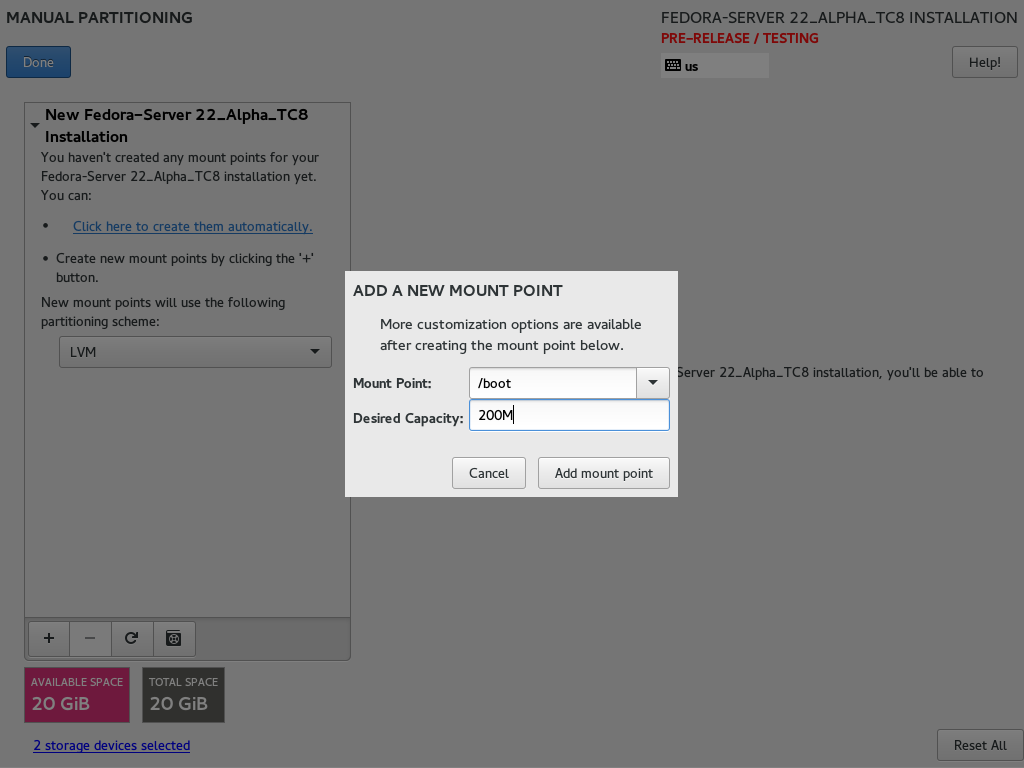 MANUAL PARTITIONING
FEDORA-SERVER 22_ALPHA_TC8 INSTALLATION
PRE-RELEASE / TESTING
Done
us
Help!
New Fedora-Server 22_Alpha_TC8
Installation
You haven't created any mount points for your
Fedora-Server 22_Alpha_TC8 installation yet.
You can:
• Click here to create them automatically.
• Create new mount points by clicking the '+'
button.
New mount points will use the following
partitioning scheme:
LVM
ADD A NEW MOUNT POINT
More customization options are available
after creating the mount point below.
Mount Point: /boot
Desired Capacity: 200M
Cancel
Add mount point
Server 22_Alpha_TC8 installation, you'll be able to
+ −
AVAILABLE SPACE
20 GiB
TOTAL SPACE
20 GiB
2 storage devices selected
Reset All